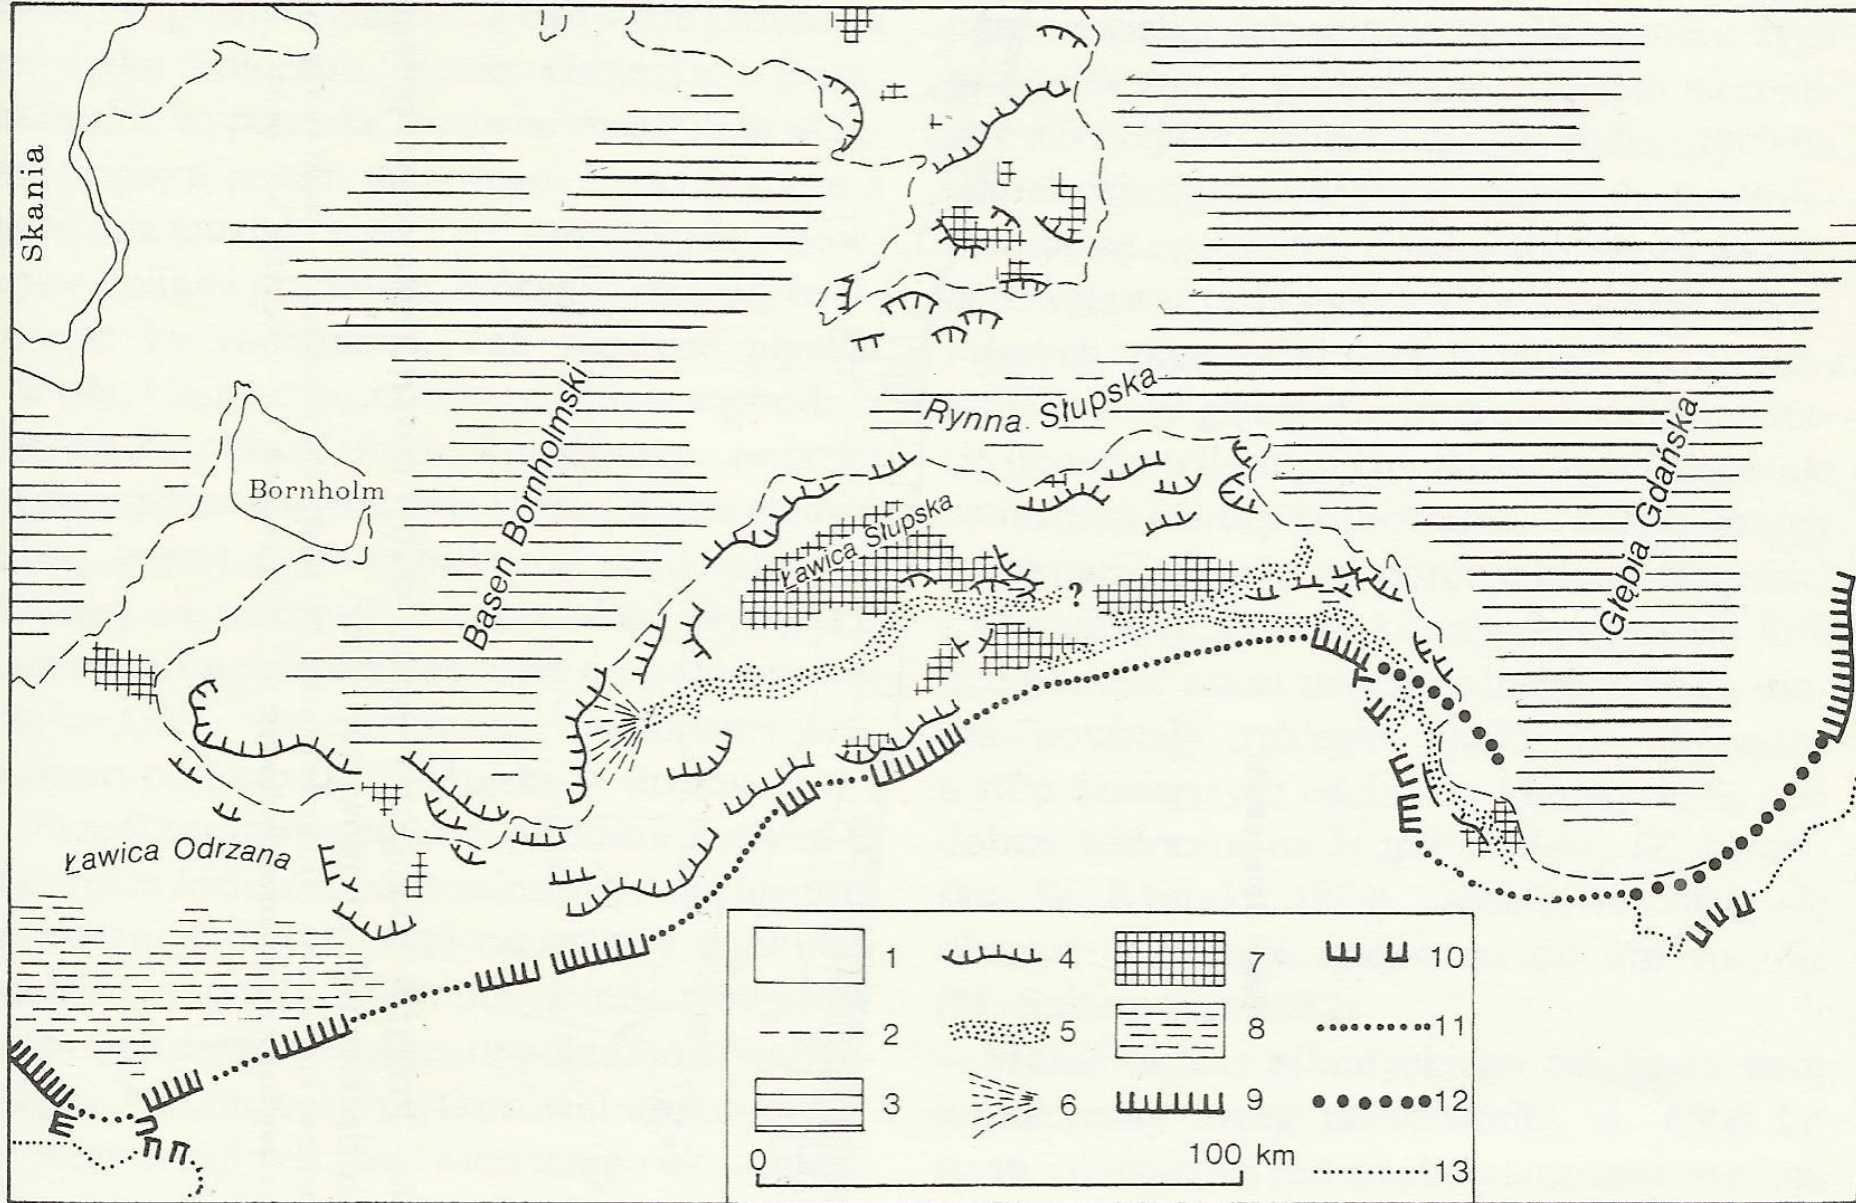 Skania
Bornholm
Basen Bornholmski
Rynna Słupska
Głębia Gdańska
Ławica Słupska
?
Ławica Odrzana
1
2
3
4
5
6
7
8
9
10
11
12
13
0
100 km